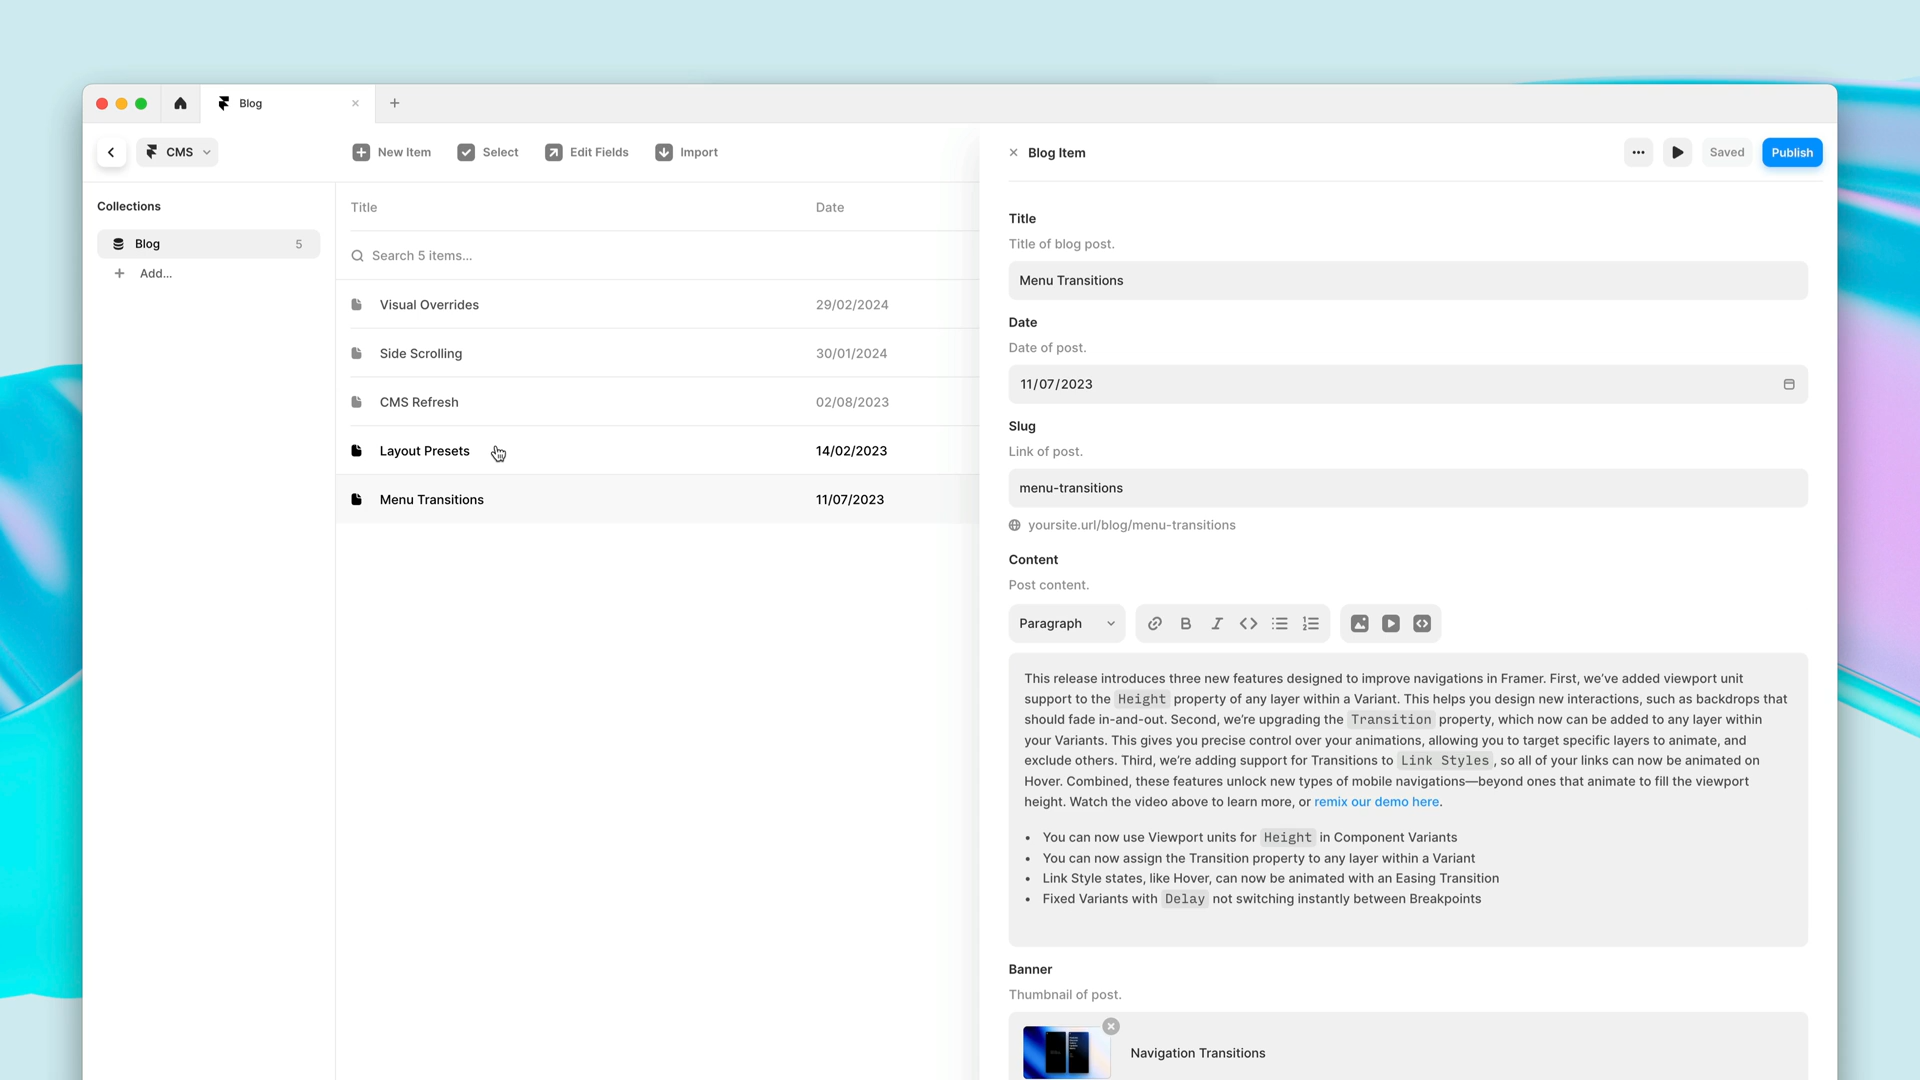 Blog
CMS
New Item
Select
Edit Fields
Import
Blog Item
Saved
Publish
Collections
Blog 5
Add...
Title Date
Search 5 items...
Visual Overrides 29/02/2024
Side Scrolling 30/01/2024
CMS Refresh 02/08/2023
Layout Presets 14/02/2023
Menu Transitions 11/07/2023
Title
Title of blog post.
Menu Transitions
Date
Date of post.
11/07/2023
Slug
Link of post.
menu-transitions
yoursite.url/blog/menu-transitions
Content
Post content.
Paragraph
This release introduces three new features designed to improve navigations in Framer. First, we’ve added viewport unit
support to the Height property of any layer within a Variant. This helps you design new interactions, such as backdrops that
should fade in-and-out. Second, we’re upgrading the Transition property, which now can be added to any layer within
your Variants. This gives you precise control over your animations, allowing you to target specific layers to animate, and
exclude others. Third, we’re adding support for Transitions to Link Styles, so all of your links can now be animated on
Hover. Combined, these features unlock new types of mobile navigations—beyond ones that animate to fill the viewport
height. Watch the video above to learn more, or remix our demo here.
• You can now use Viewport units for Height in Component Variants
• You can now assign the Transition property to any layer within a Variant
• Link Style states, like Hover, can now be animated with an Easing Transition
• Fixed Variants with Delay not switching instantly between Breakpoints
Banner
Thumbnail of post.
Navigation Transitions